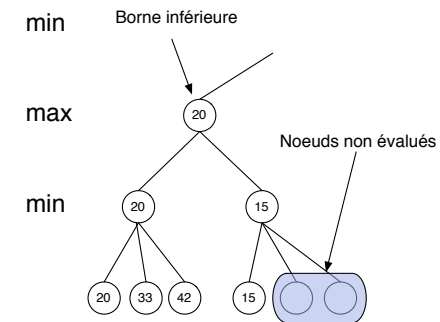 min
Borne inférieure
max
20
Noeuds non évalués
min
20
15
20
33
42
15